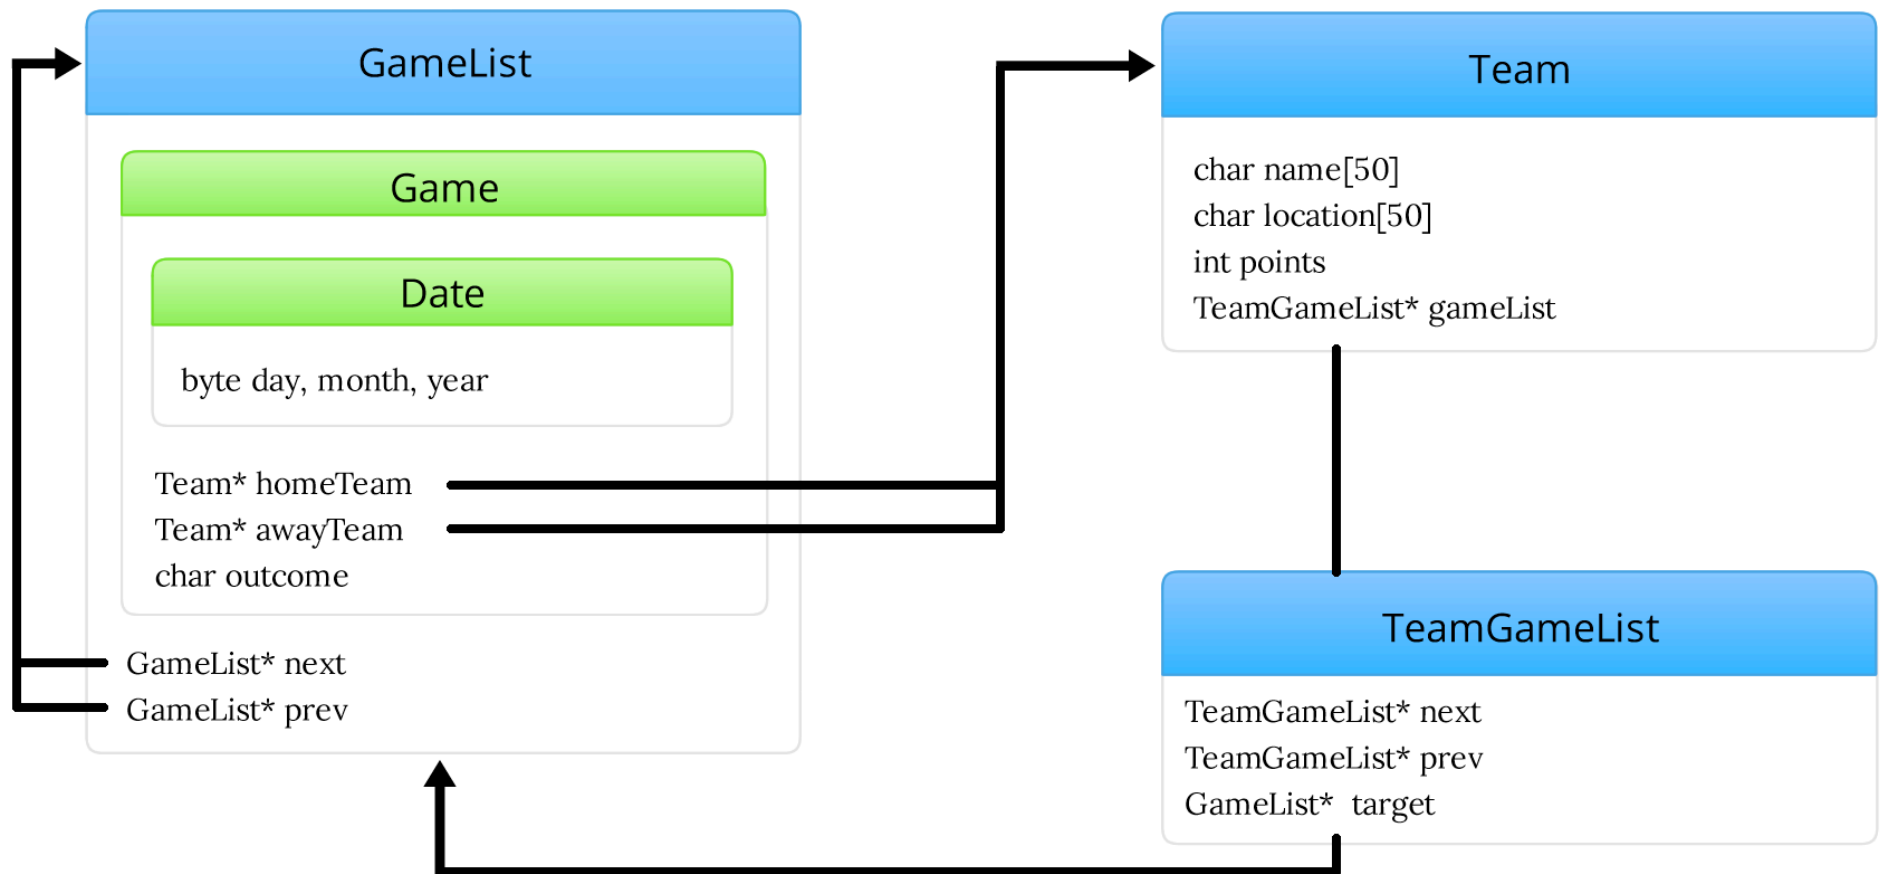 GameList
Game
Date
byte day, month, year
Team* homeTeam
Team* awayTeam
char outcome
GameList* next
GameList* prev
Team
char name[50]
char location[50]
int points
TeamGameList* gameList
TeamGameList
TeamGameList* next
TeamGameList* prev
GameList*  target